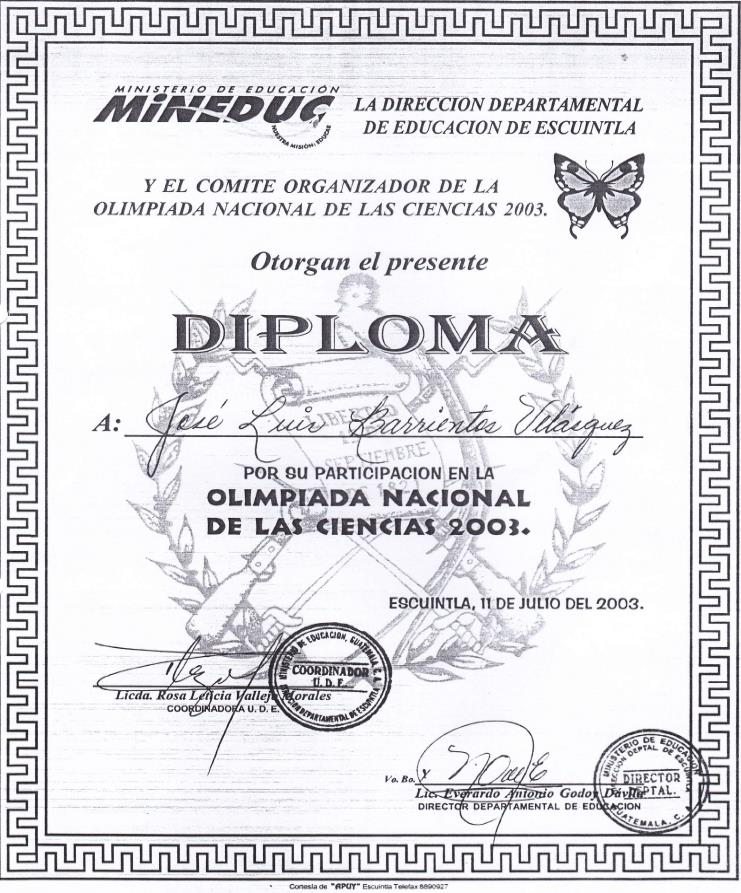 MINISTERIO DE EDUCACIÓN
MINEDUC
NUESTRA MISIÓN: EDUCAR
LA DIRECCION DEPARTAMENTAL
DE EDUCACION DE ESCUINTLA
Y EL COMITE ORGANIZADOR DE LA
OLIMPIADA NACIONAL DE LAS CIENCIAS 2003.
Otorgan el presente
DIPLOMA
LIBERTAD
SEPTIEMBRE
A: José Luis Barrientos Velásquez
POR SU PARTICIPACION EN LA
OLIMPIADA NACIONAL
DE LAS CIENCIAS 2003.
ESCUINTLA, 11 DE JULIO DEL 2003.
MINISTERIO DE EDUCACION, GUATEMALA, C. A.
COORDINADOR
U. D. E.
DIRECCION DEPARTAMENTAL DE ESCUINTLA
Licda. Rosa Leticia Vallejo Morales
COORDINADORA U. D. E.
Vo. Bo.
Lic. Everardo Antonio Godoy Dávila
DIRECTOR DEPARTAMENTAL DE EDUCACION
MINISTERIO DE EDUCACION
DIRECCION DEPTAL. DE ESCUINTLA
DIRECTOR
DEPTAL.
GUATEMALA, C.
Cortesía de "APUY" Escuintla Telefax 8890927